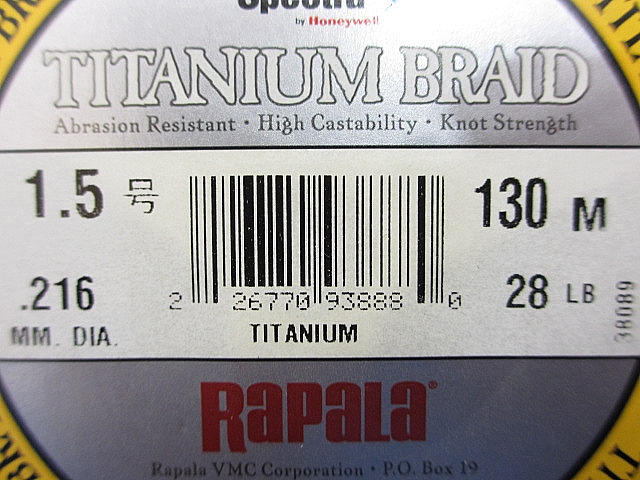 Spectra
by Honeywell
TITANIUM BRAID
Abrasion Resistant · High Castability · Knot Strength
1.5 号
130 M
.216
MM. DIA.
2 26770 93888 0
TITANIUM
28 LB
38089
RAPALA®
Rapala VMC Corporation · P.O. Box 19